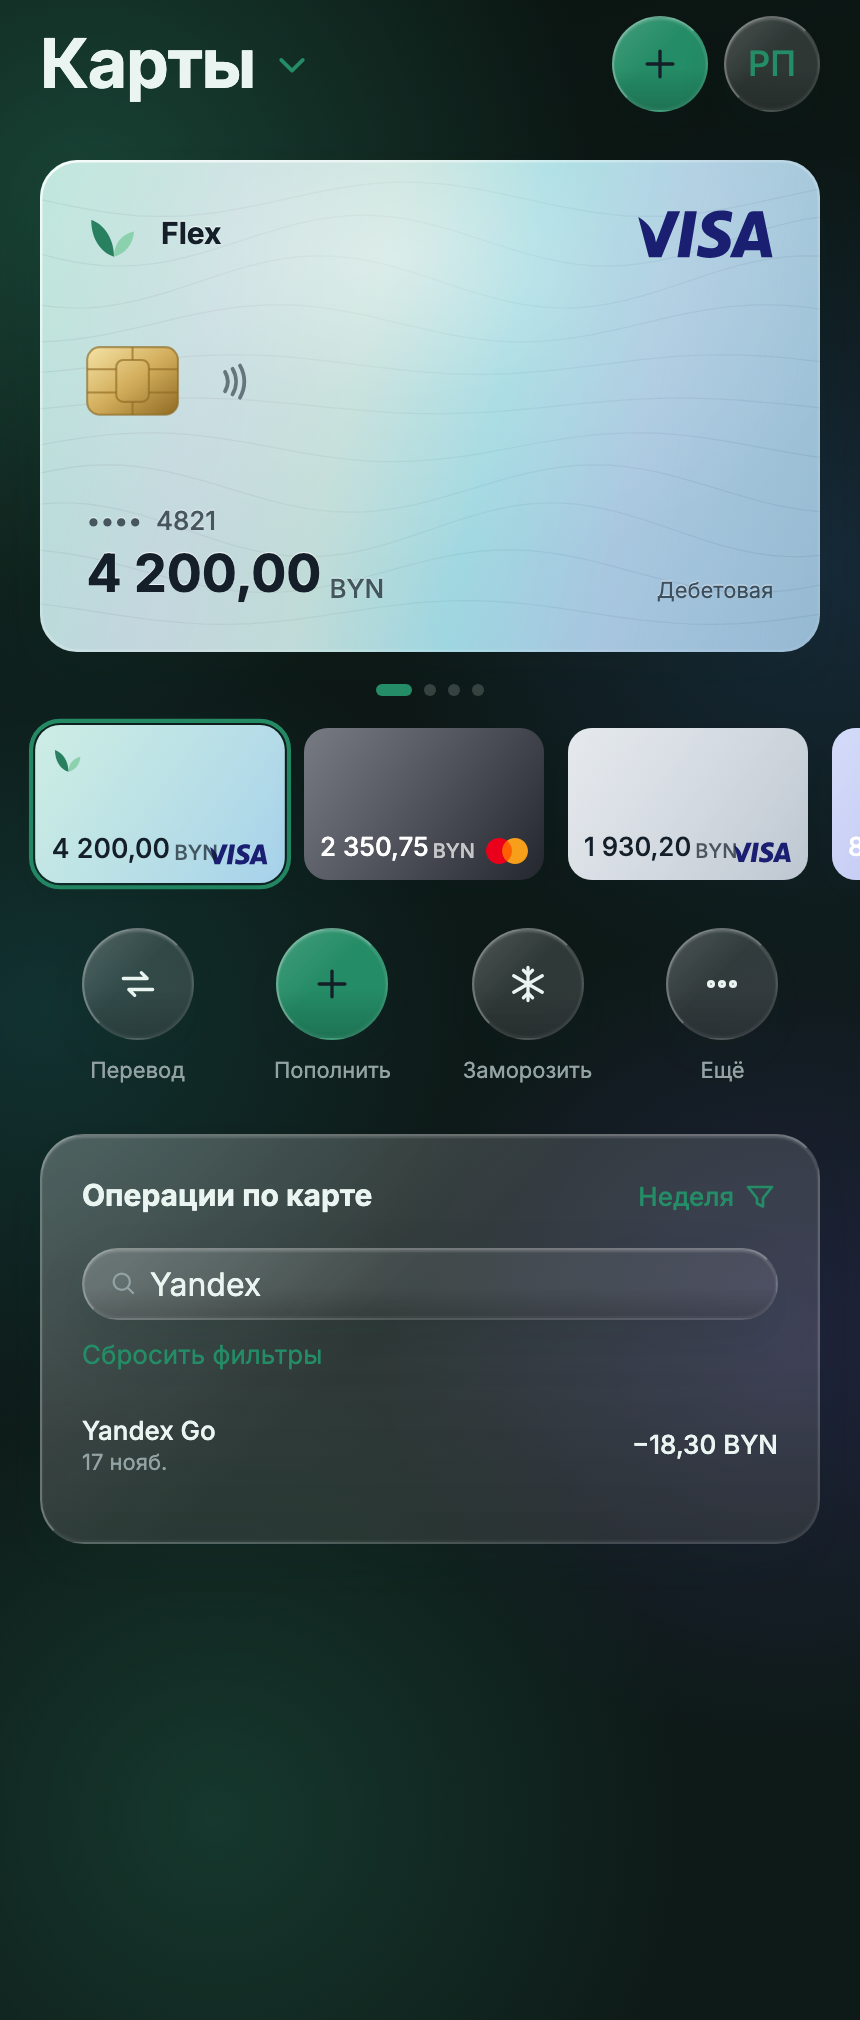 Карты
РП
Flex
VISA
•••• 4821
4 200,00 BYN
Дебетовая
4 200,00 BYN VISA
2 350,75 BYN
1 930,20 BYN VISA
8
Перевод
Пополнить
Заморозить
Ещё
Операции по карте
Неделя
Yandex
Сбросить фильтры
Yandex Go
−18,30 BYN
17 нояб.